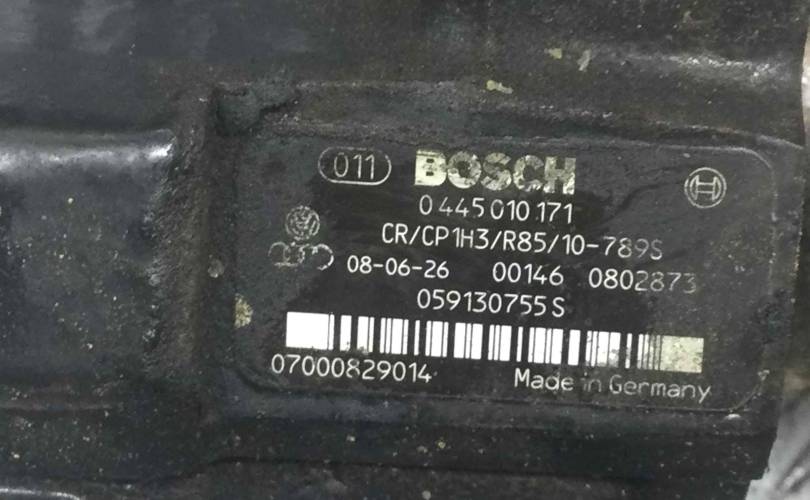 011 BOSCH
0 445 010 171
CR/CP1H3/R85/10-789S
08-06-26 00146 0802873
059130755S
07000829014 Made in Germany